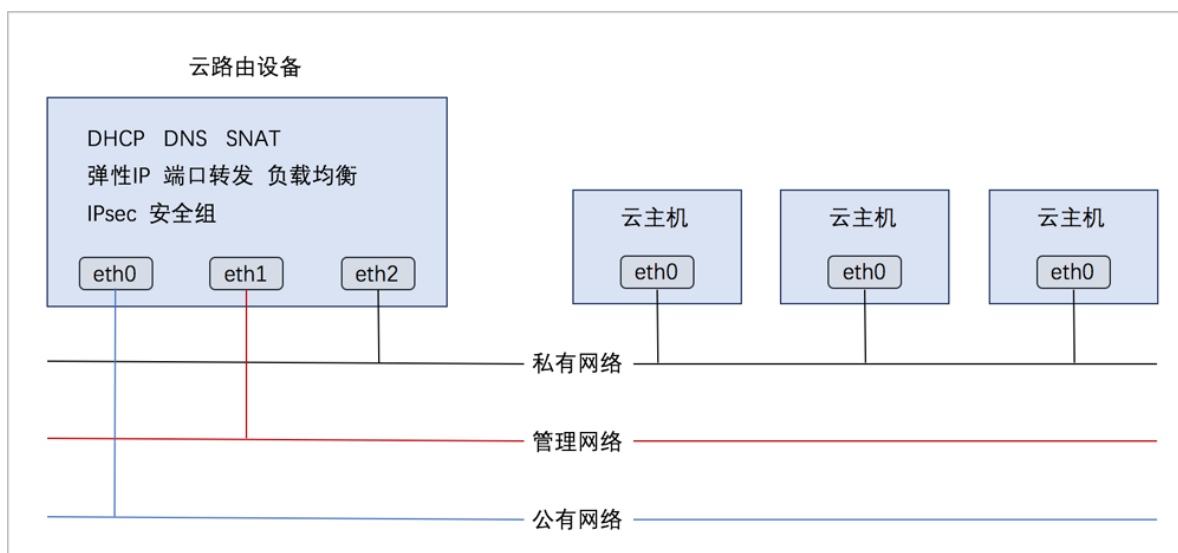 云路由设备
DHCP DNS SNAT
弹性IP 端口转发 负载均衡
IPsec 安全组
eth0 eth1 eth2
云主机 云主机 云主机
eth0 eth0 eth0
私有网络
管理网络
公有网络